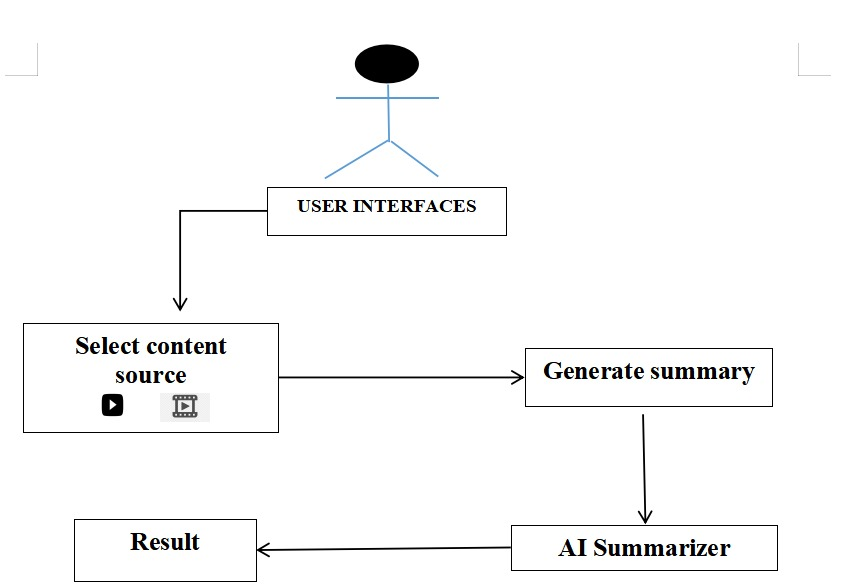 USER INTERFACES
Select content
source
Generate summary
Result
AI Summarizer